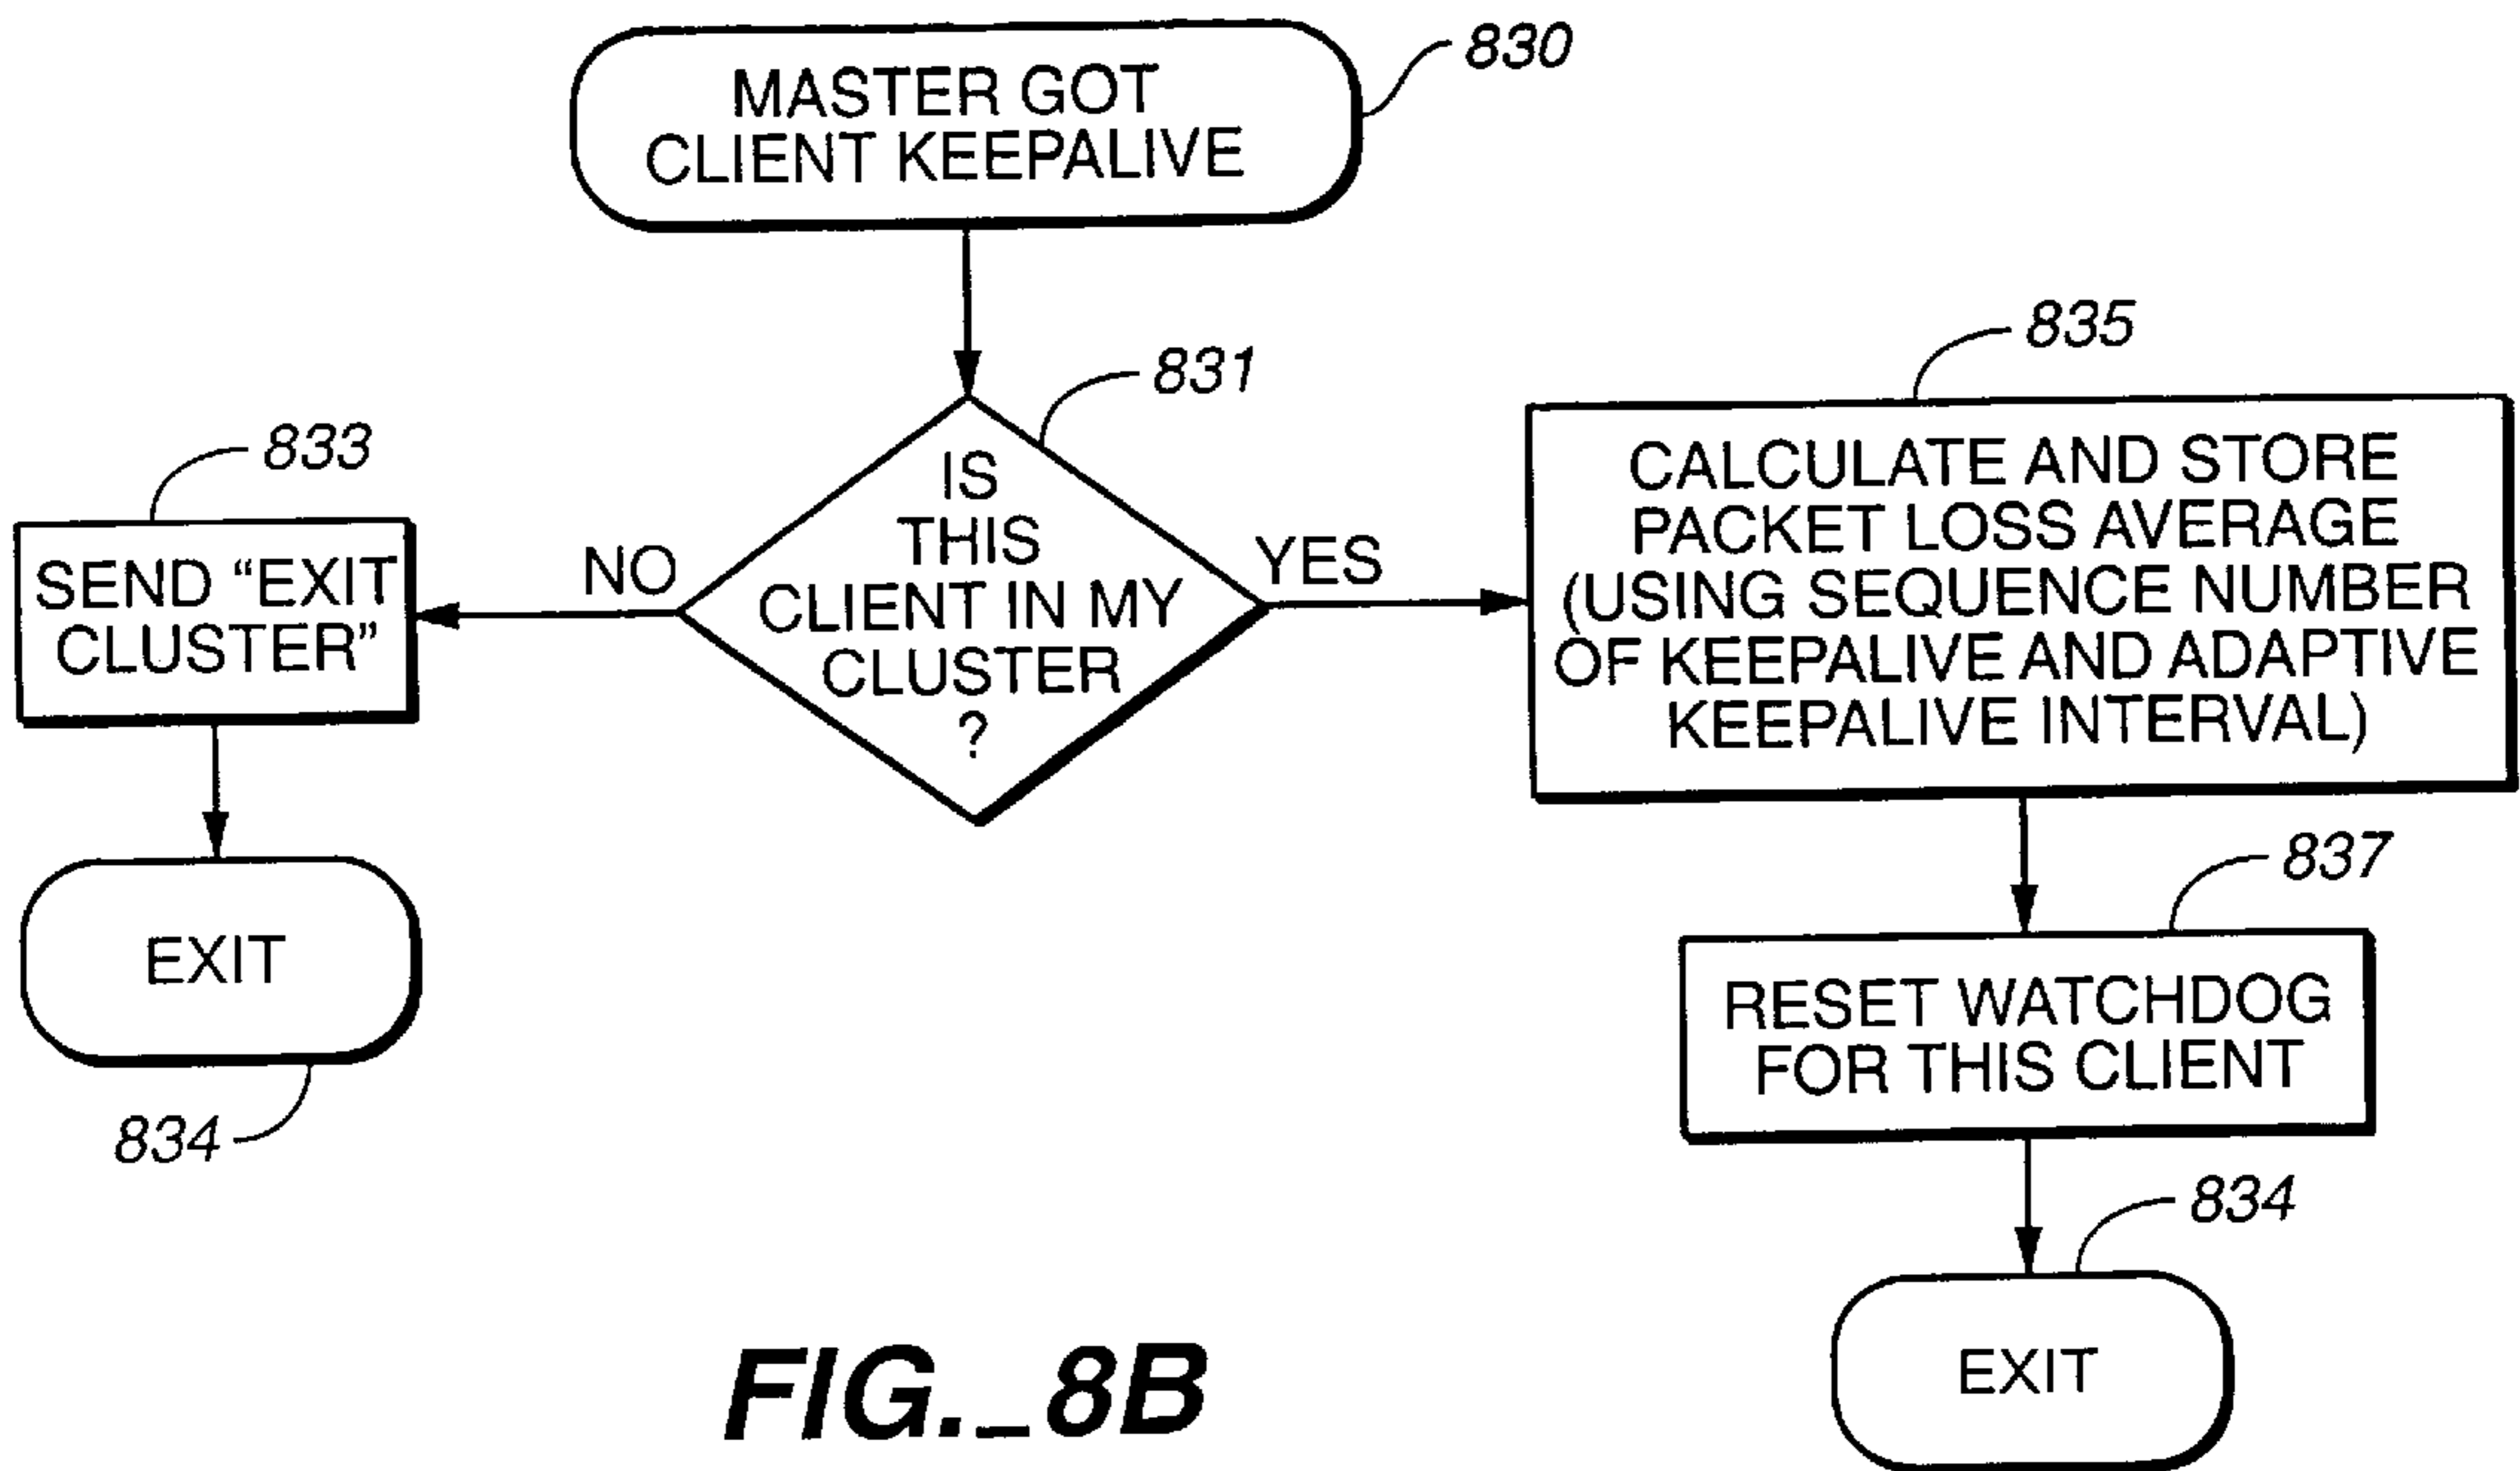 MASTER GOT
CLIENT KEEPALIVE
830
831
IS
THIS
CLIENT IN MY
CLUSTER
?
NO
YES
833
SEND “EXIT
CLUSTER”
EXIT
834
835
CALCULATE AND STORE
PACKET LOSS AVERAGE
(USING SEQUENCE NUMBER
OF KEEPALIVE AND ADAPTIVE
KEEPALIVE INTERVAL)
837
RESET WATCHDOG
FOR THIS CLIENT
834
EXIT
FIG._8B